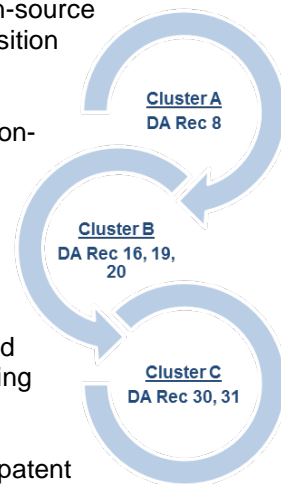 n-source
sition
Cluster A
DA Rec 8
on-
Cluster B
DA Rec 16, 19,
20
d
ing
Cluster C
DA Rec 30, 31
patent